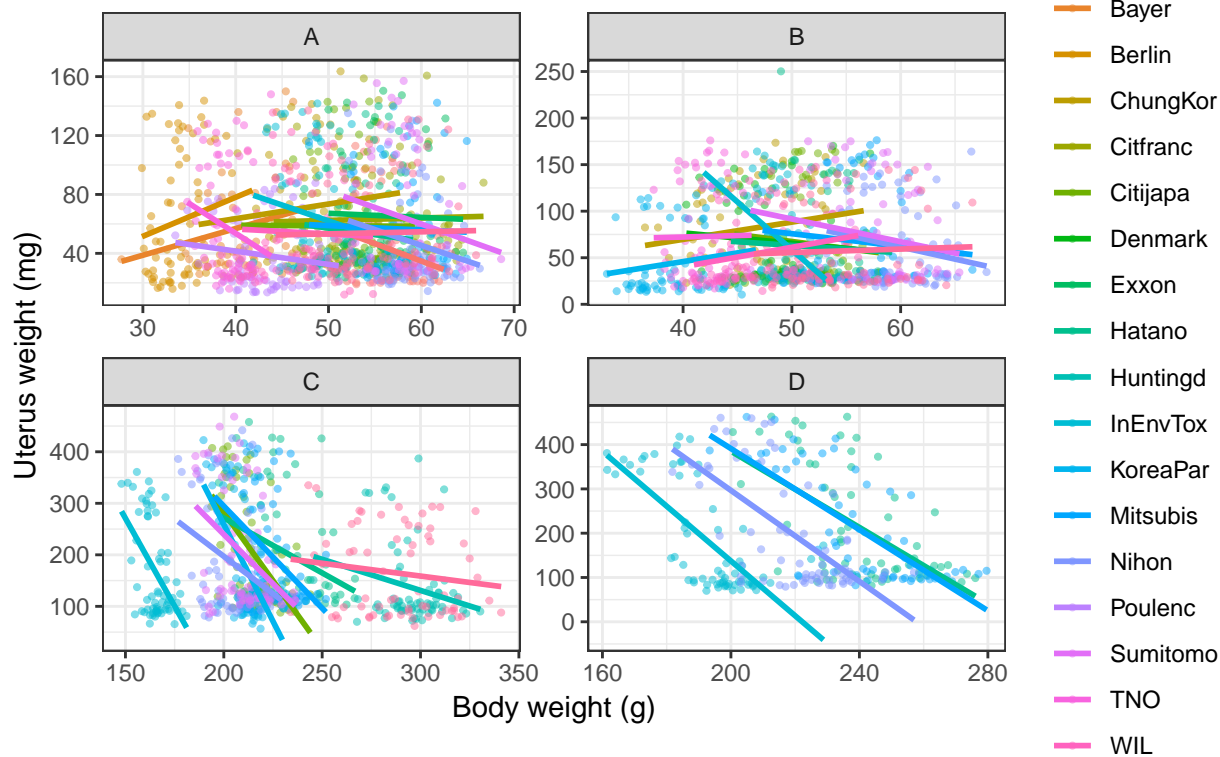 A
B
160
120
80
40
30
40
50
60
70
250
200
150
100
50
0
40
50
60
C
D
400
300
200
100
150
200
250
300
350
400
300
200
100
0
160
200
240
280
Uterus weight (mg)
Body weight (g)
Bayer
Berlin
ChungKor
Citfranc
Citijapa
Denmark
Exxon
Hatano
Huntingd
InEnvTox
KoreaPar
Mitsubis
Nihon
Poulenc
Sumitomo
TNO
WIL